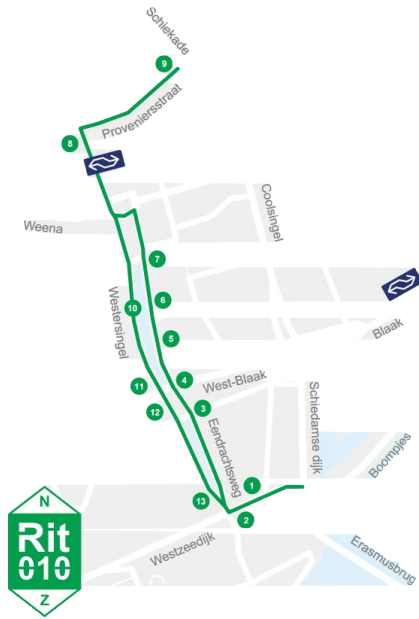 Schiekade
9
Proveniersstraat
8
Coolsingel
Weena
7
6
10
Westersingel
5
Blaak
4
11
West-Blaak
12
3
Schiedamse dijk
Eendrachtsweg
Boompjes
1
13
2
N
Rit
010
Z
Westzeedijk
Erasmusbrug